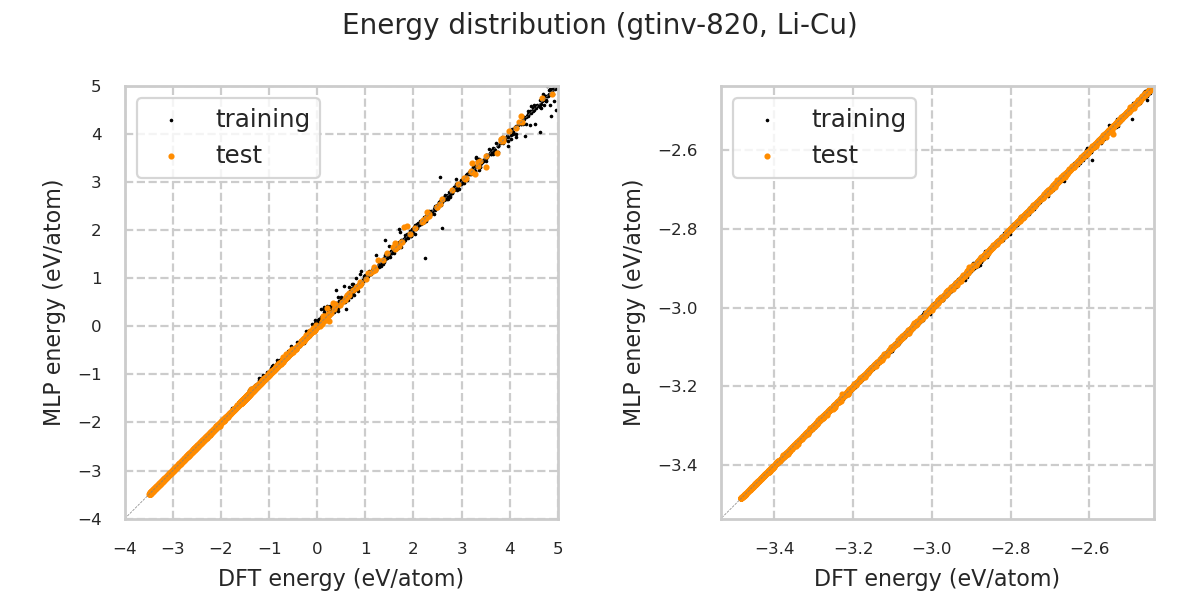 Energy distribution (gtinv-820, Li-Cu)
training
test
5
4
3
2
1
0
−1
−2
−3
−4
−4 −3 −2 −1 0 1 2 3 4 5
MLP energy (eV/atom)
DFT energy (eV/atom)
training
test
−2.6
−2.8
−3.0
−3.2
−3.4
−3.4 −3.2 −3.0 −2.8 −2.6
MLP energy (eV/atom)
DFT energy (eV/atom)